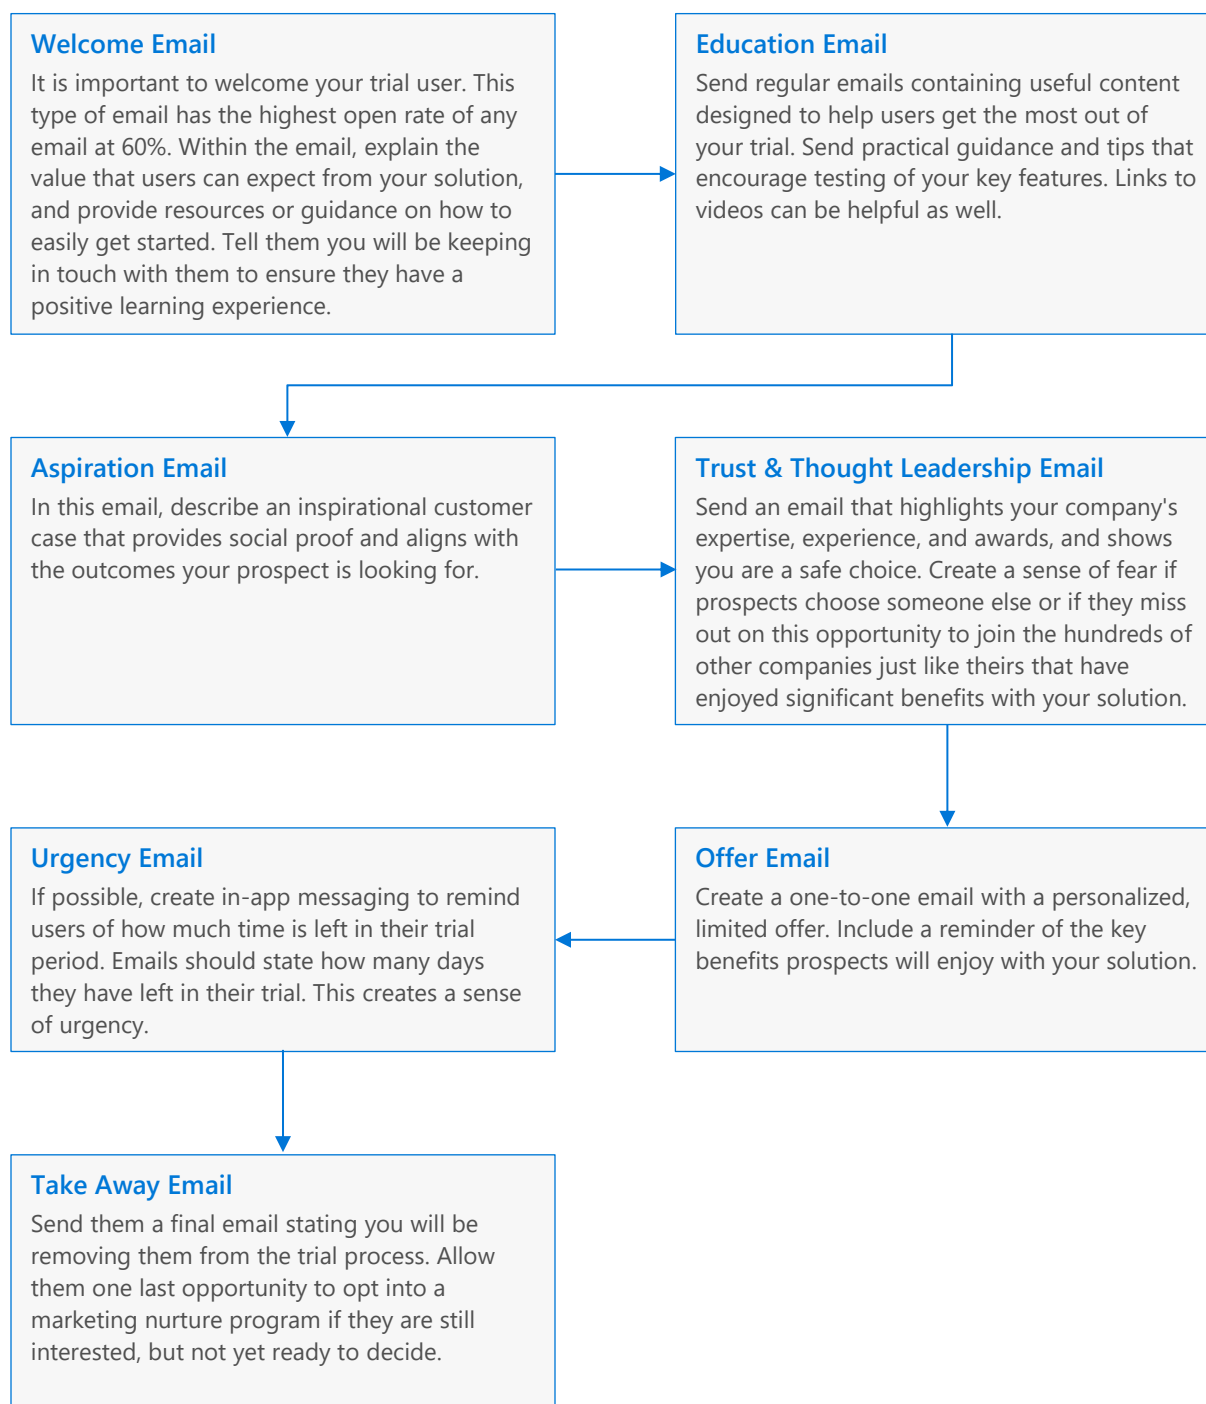 Welcome Email
It is important to welcome your trial user. This
type of email has the highest open rate of any
email at 60%. Within the email, explain the
value that users can expect from your solution,
and provide resources or guidance on how to
easily get started. Tell them you will be keeping
in touch with them to ensure they have a
positive learning experience.
Education Email
Send regular emails containing useful content
designed to help users get the most out of
your trial. Send practical guidance and tips that
encourage testing of your key features. Links to
videos can be helpful as well.
Aspiration Email
In this email, describe an inspirational customer
case that provides social proof and aligns with
the outcomes your prospect is looking for.
Trust & Thought Leadership Email
Send an email that highlights your company's
expertise, experience, and awards, and shows
you are a safe choice. Create a sense of fear if
prospects choose someone else or if they miss
out on this opportunity to join the hundreds of
other companies just like theirs that have
enjoyed significant benefits with your solution.
Offer Email
Create a one-to-one email with a personalized,
limited offer. Include a reminder of the key
benefits prospects will enjoy with your solution.
Urgency Email
If possible, create in-app messaging to remind
users of how much time is left in their trial
period. Emails should state how many days
they have left in their trial. This creates a sense
of urgency.
Take Away Email
Send them a final email stating you will be
removing them from the trial process. Allow
them one last opportunity to opt into a
marketing nurture program if they are still
interested, but not yet ready to decide.